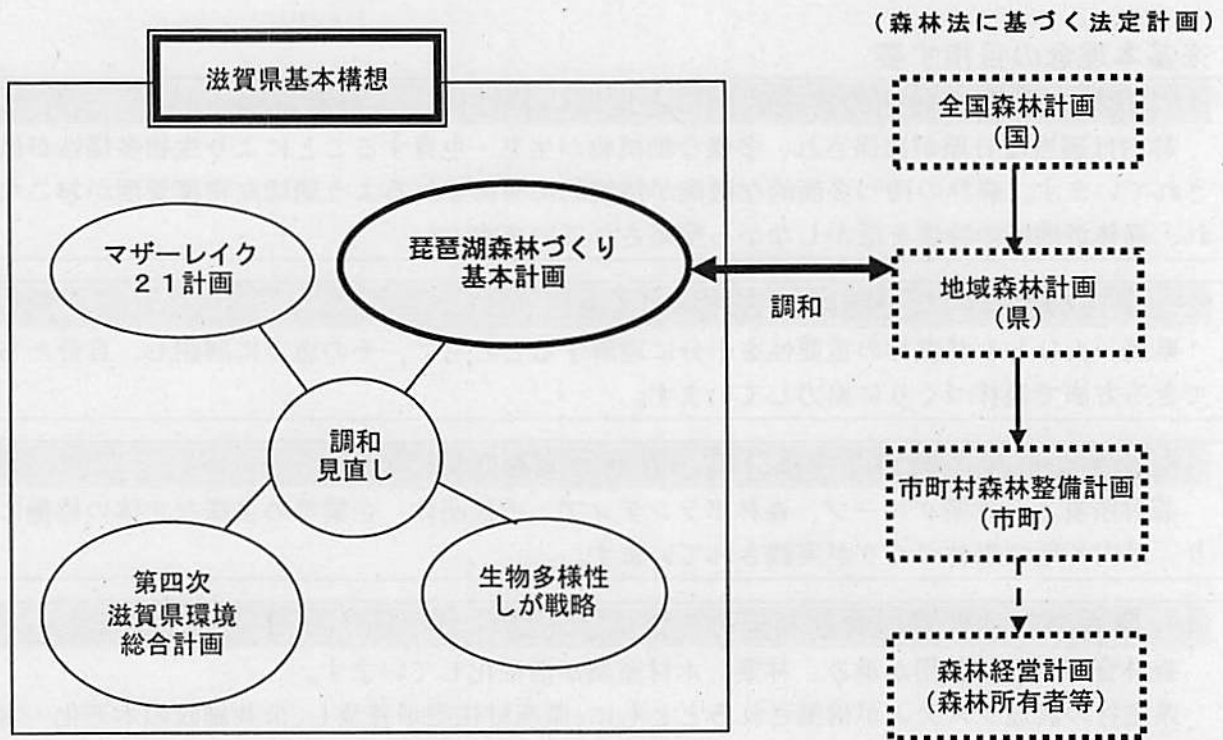 （森林法に基づく法定計画）
滋賀県基本構想
全国森林計画
（国）
マザーレイク
２１計画
琵琶湖森林づくり
基本計画
調和
地域森林計画
（県）
調和
見直し
市町村森林整備計画
（市町）
第四次
滋賀県環境
総合計画
生物多様性
しが戦略
森林経営計画
（森林所有者等）